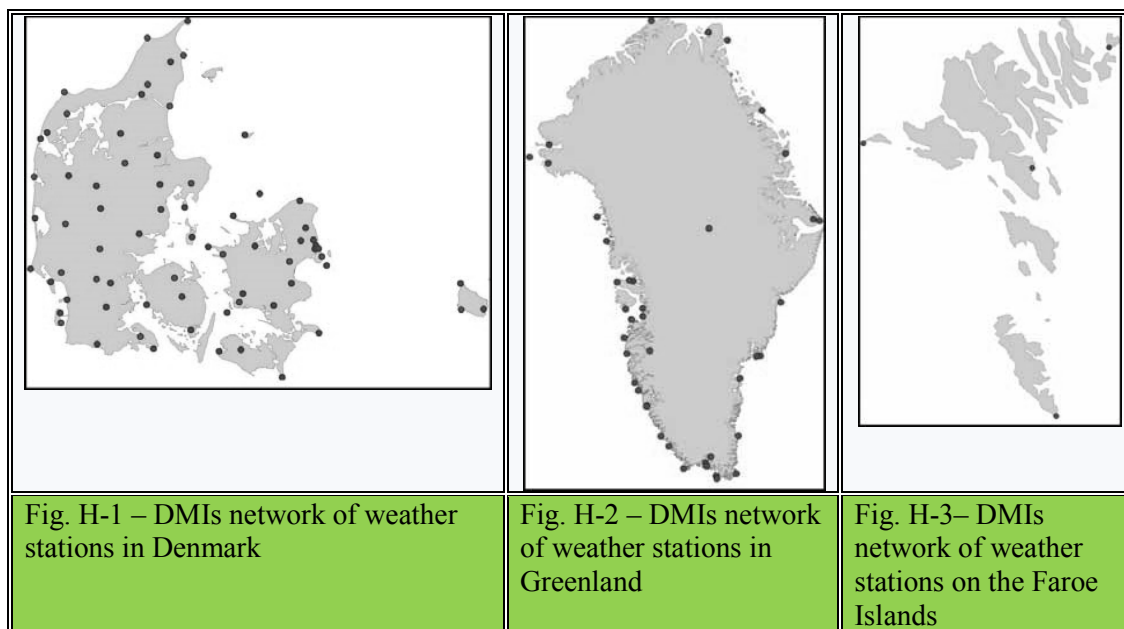 Fig. H-1 – DMIs network of weather
stations in Denmark
Fig. H-2 – DMIs network
of weather stations in
Greenland
Fig. H-3– DMIs
network of weather
stations on the Faroe
Islands